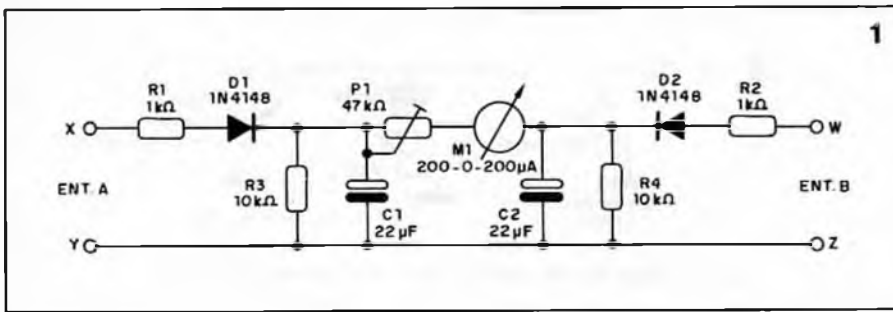 1
R1
1kΩ
D1
1N4148
P1
47kΩ
D2
1N4148
R2
1kΩ
X
W
M1
200-0-200µA
ENT. A
R3
10kΩ
C1
22µF
C2
22µF
R4
10kΩ
ENT. B
Y
Z